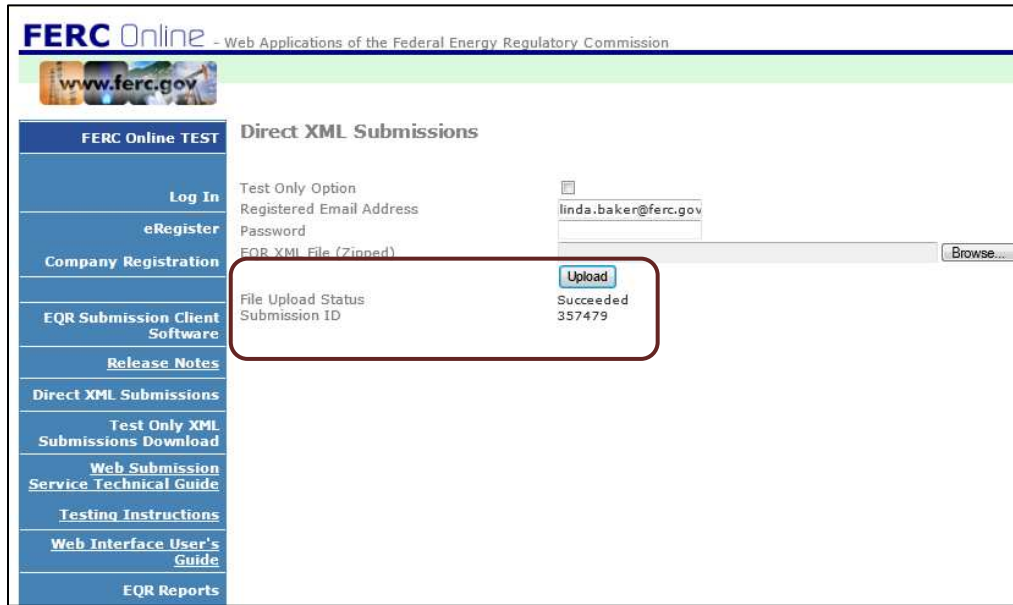 FERC Online - Web Applications of the Federal Energy Regulatory Commission
www.ferc.gov
FERC Online TEST
Log In
eRegister
Company Registration
EQR Submission Client
Software
Release Notes
Direct XML Submissions
Test Only XML
Submissions Download
Web Submission
Service Technical Guide
Testing Instructions
Web Interface User's
Guide
EQR Reports
Direct XML Submissions
Test Only Option
Registered Email Address linda.baker@ferc.gov
Password
EQR XML File (Zipped) Browse...
Upload
File Upload Status Succeeded
Submission ID 357479